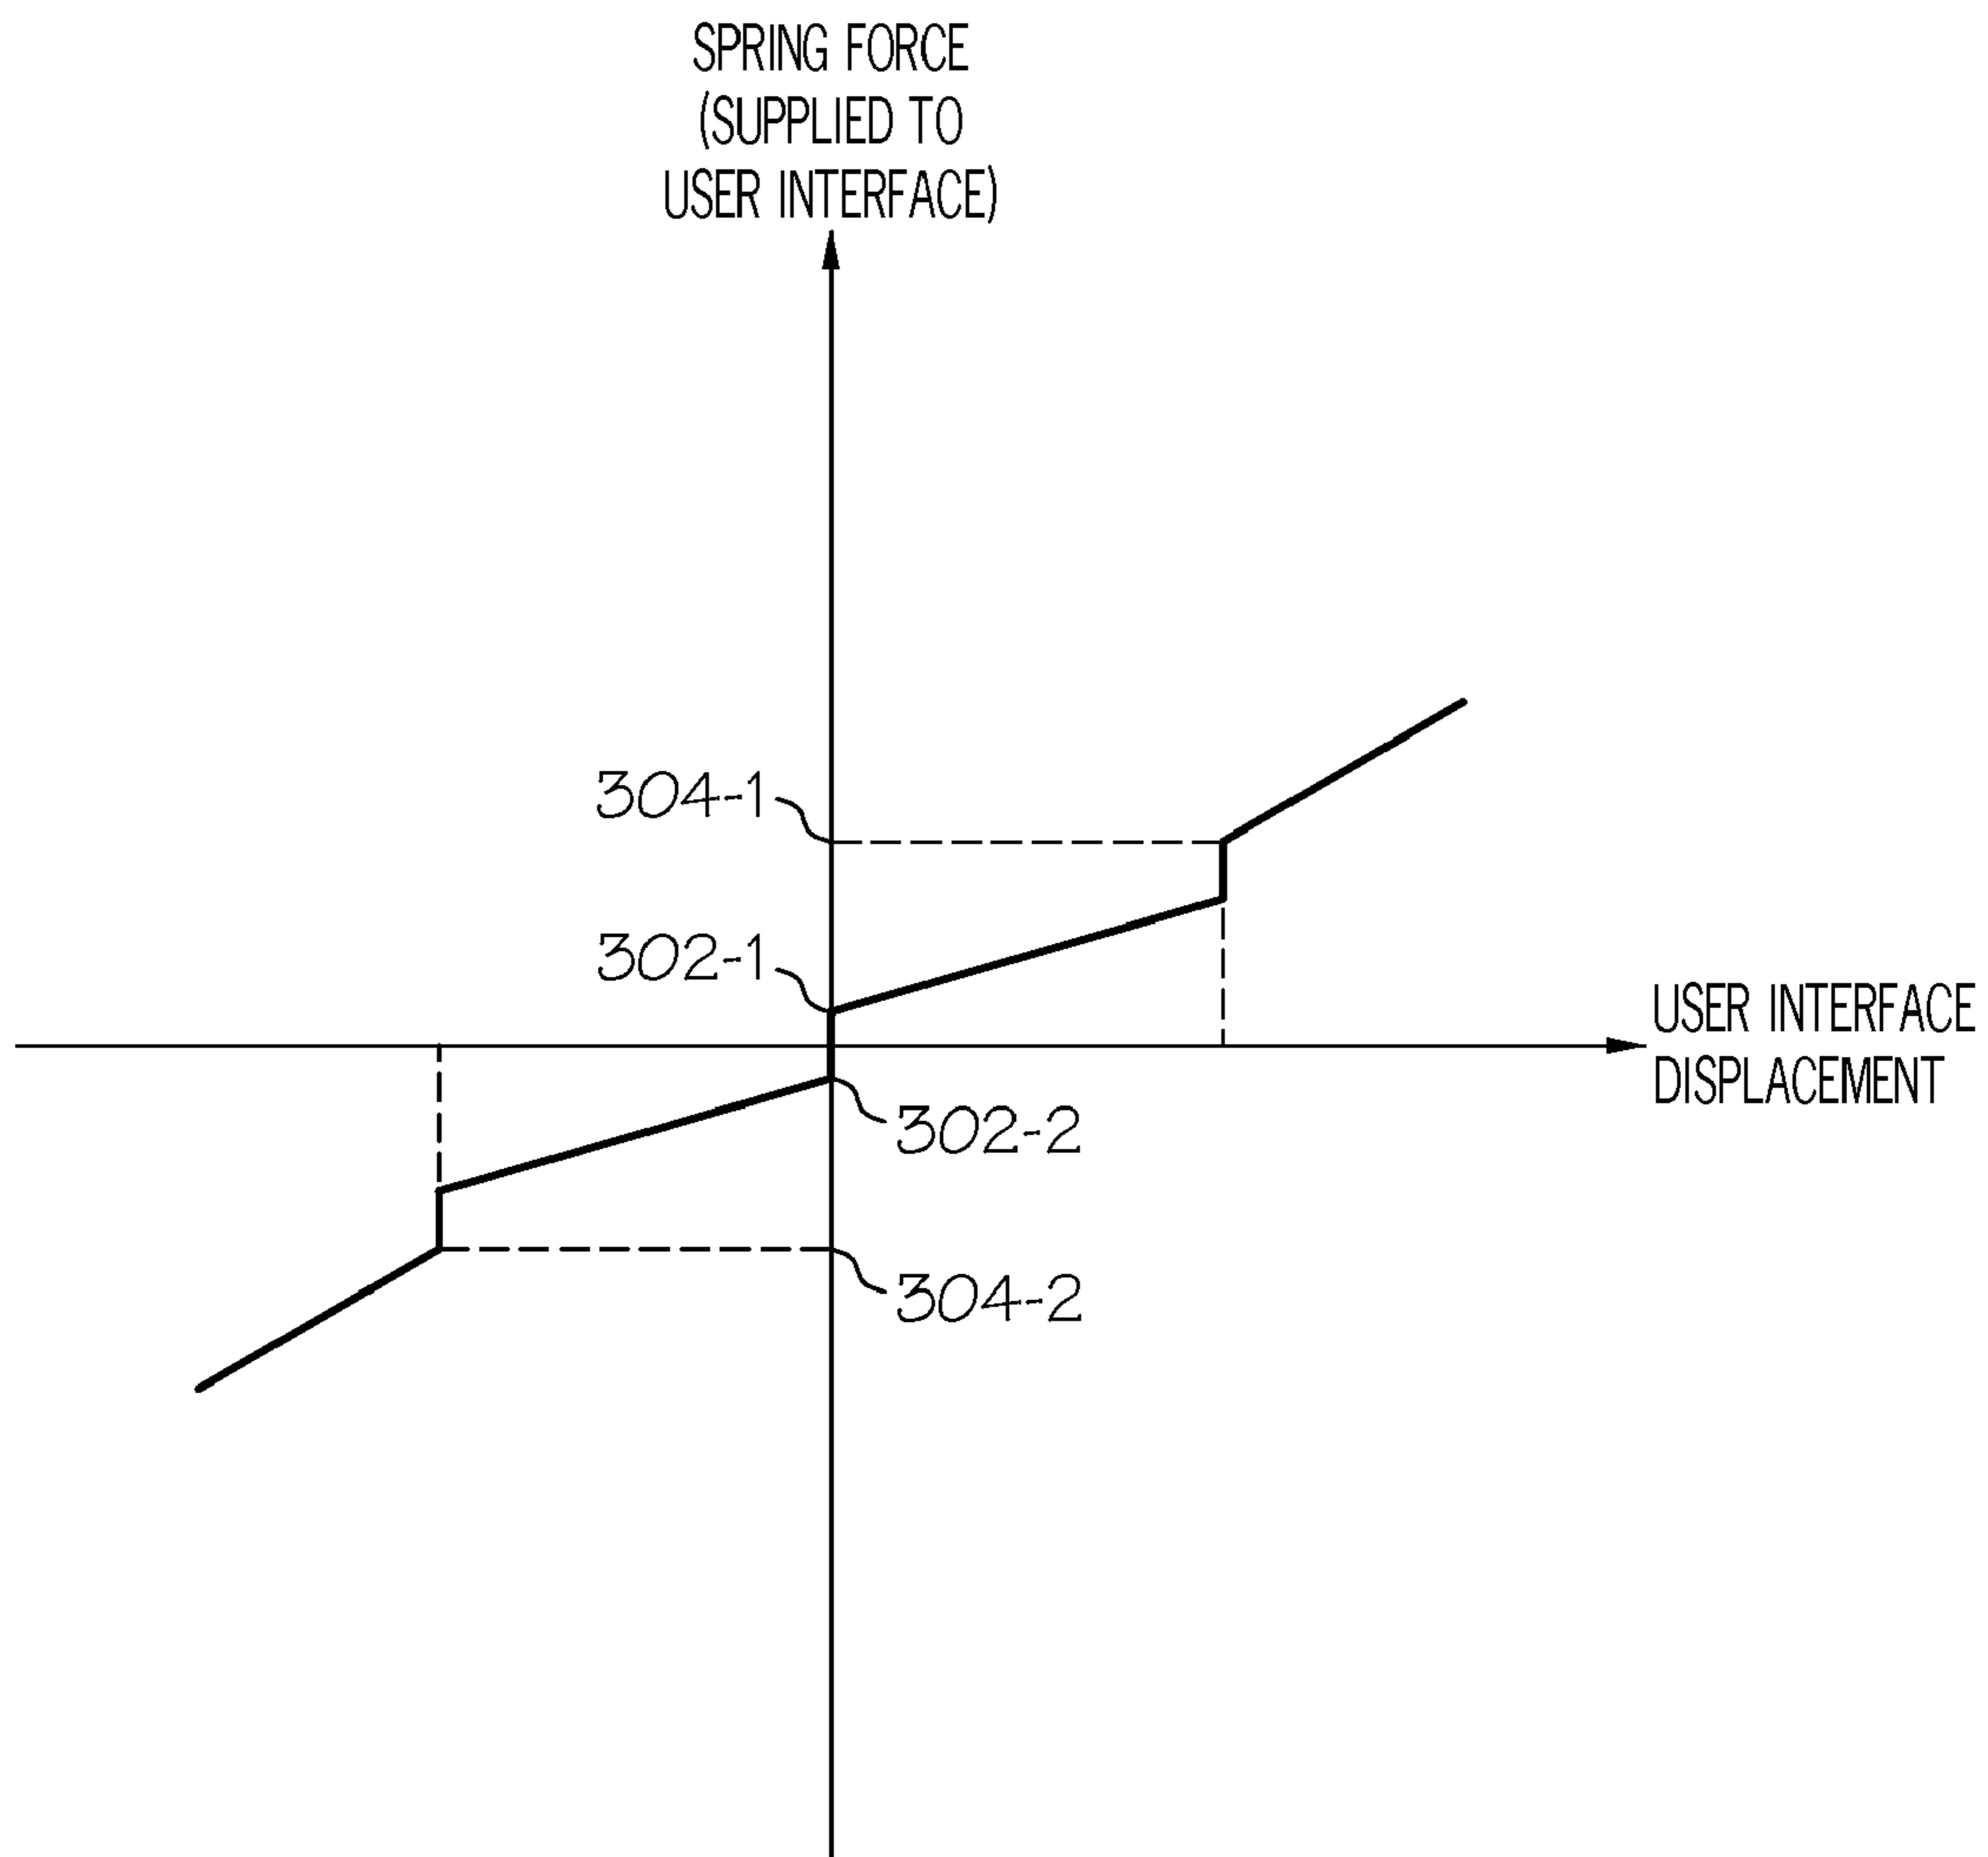 SPRING FORCE
(SUPPLIED TO
USER INTERFACE)
304-1
302-1
USER INTERFACE
DISPLACEMENT
302-2
304-2